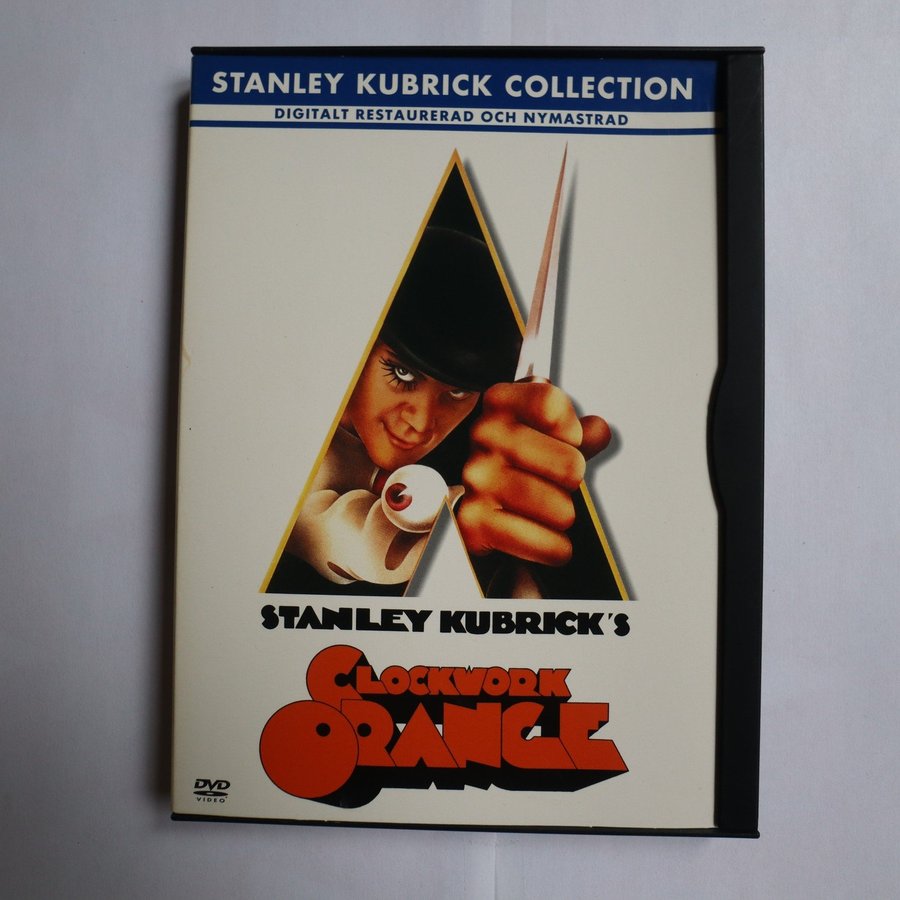 STANLEY KUBRICK COLLECTION
DIGITALT RESTAURERAD OCH NYMASTRAD
STANLEY KUBRICK'S
CLOCKWORK
ORANGE
DVD
VIDEO